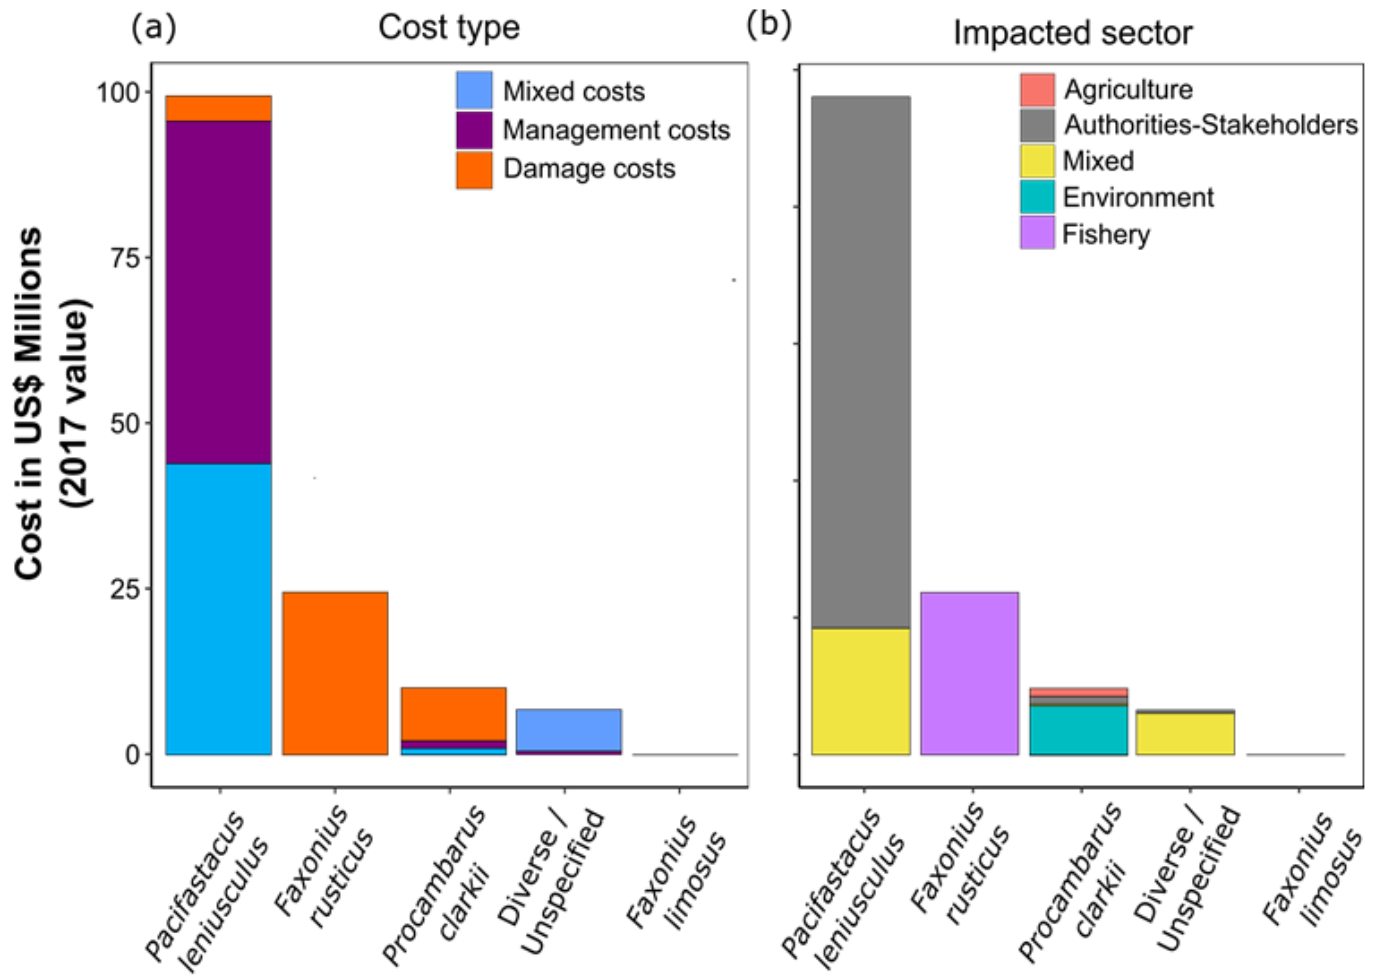 (a)
Cost type
Mixed costs
Management costs
Damage costs
100
75
50
25
0
Cost in US$ Millions
(2017 value)
Pacifastacus
leniusculus
Faxonius
rusticus
Procambarus
clarkii
Diverse /
Unspecified
Faxonius
limosus
(b)
Impacted sector
Agriculture
Authorities-Stakeholders
Mixed
Environment
Fishery
Pacifastacus
leniusculus
Faxonius
rusticus
Procambarus
clarkii
Diverse /
Unspecified
Faxonius
limosus